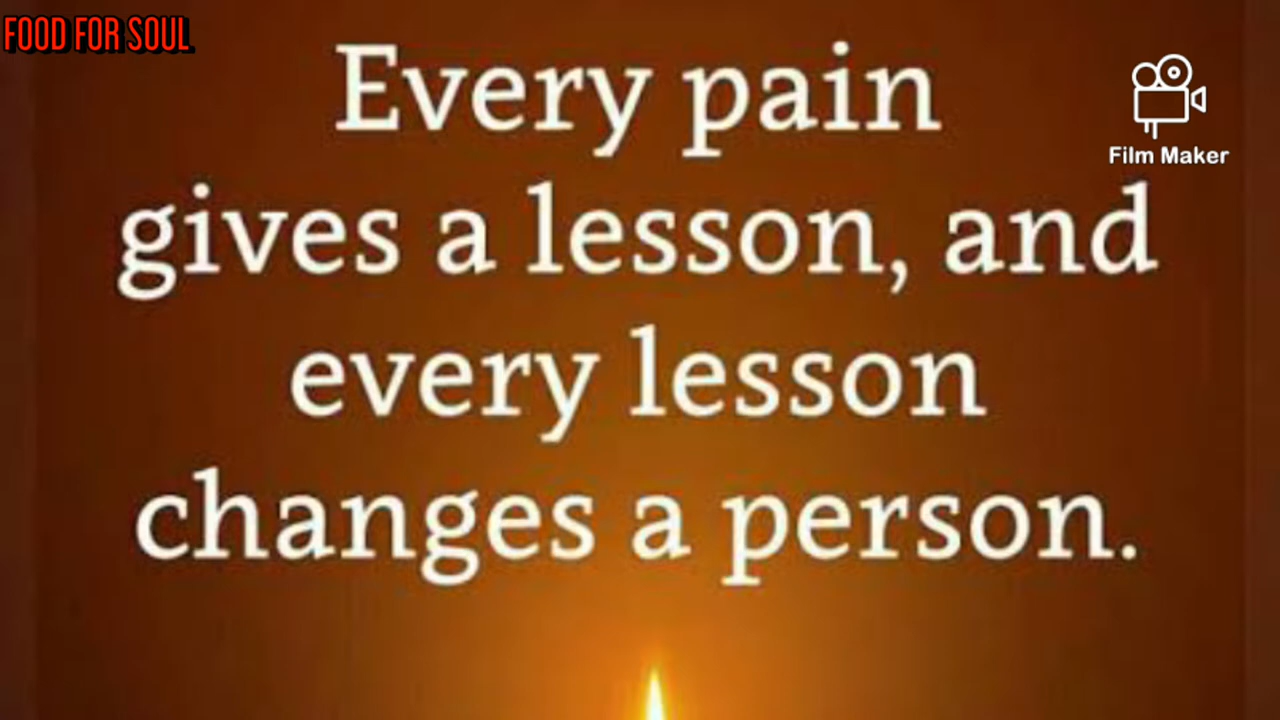 FOOD FOR SOUL
Every pain
Film Maker
gives a lesson, and
every lesson
changes a person.